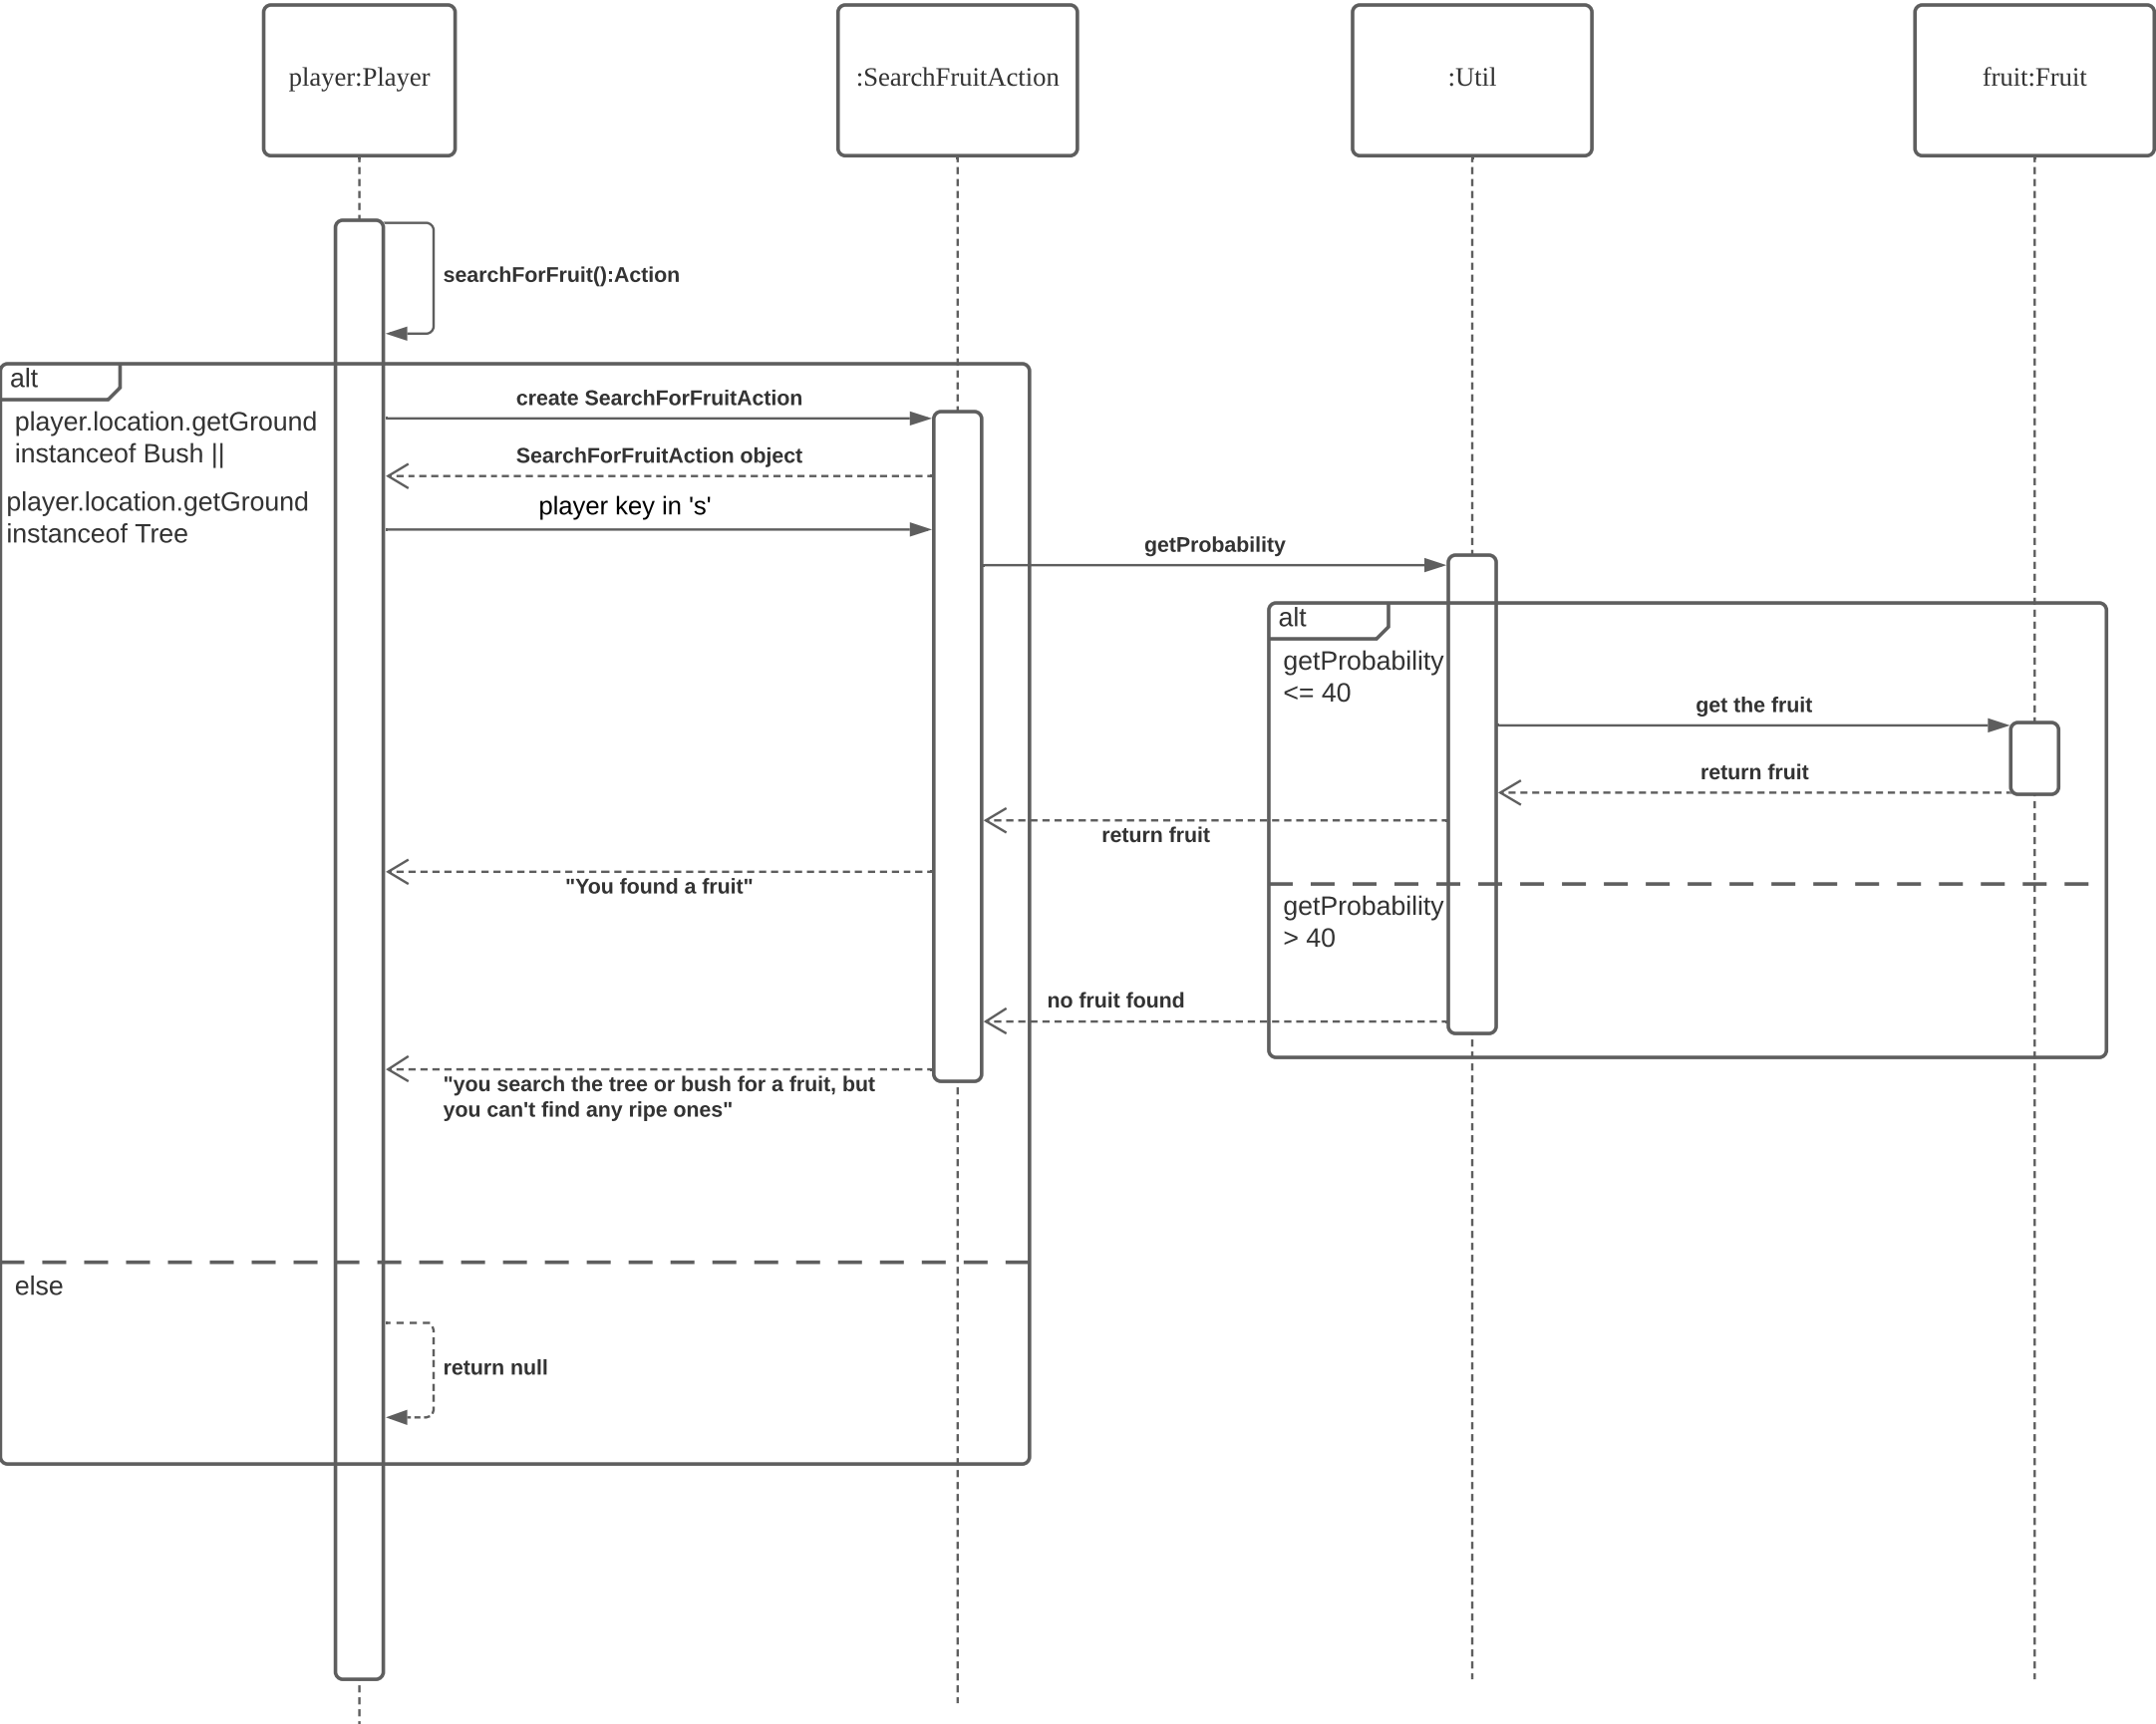 player:Player
:SearchFruitAction
:Util
fruit:Fruit
searchForFruit():Action
alt
player.location.getGround
instanceof Bush ||
player.location.getGround
instanceof Tree
create SearchForFruitAction
SearchForFruitAction object
player key in 's'
getProbability
alt
getProbability
<= 40
get the fruit
return fruit
return fruit
"You found a fruit"
getProbability
> 40
no fruit found
"you search the tree or bush for a fruit, but
you can't find any ripe ones"
else
return null